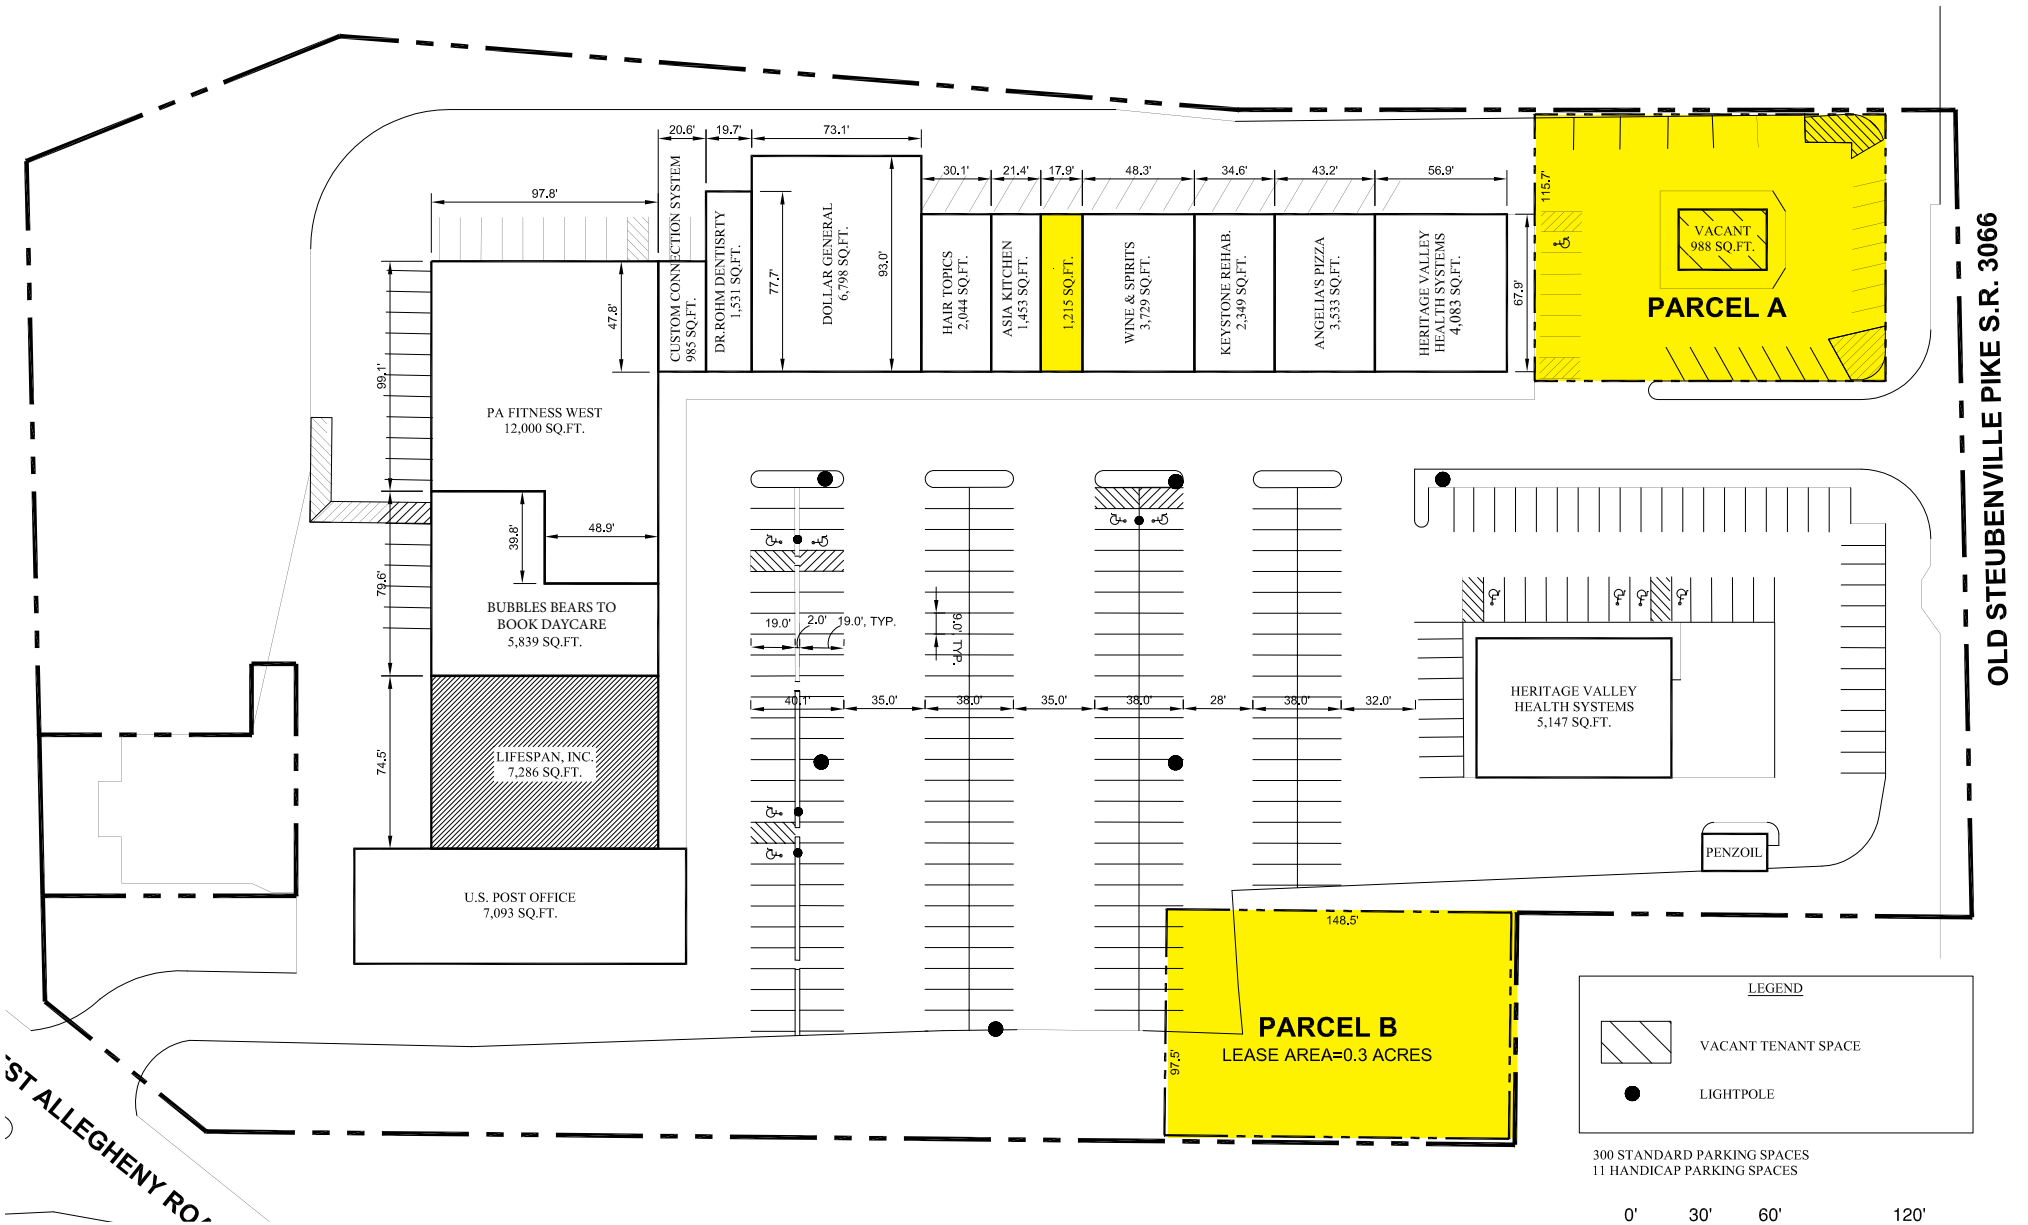 20.6'
19.7'
73.1'
97.8'
CUSTOM CONNECTION SYSTEM
985 SQ.FT.
DR.ROHM DENTISRTY
1,531 SQ.FT.
77.7'
DOLLAR GENERAL
6,798 SQ.FT.
93.0'
30.1'
21.4'
17.9'
48.3'
34.6'
43.2'
56.9'
HAIR TOPICS
2,044 SQ.FT.
ASIA KITCHEN
1,453 SQ.FT.
1,215 SQ.FT.
WINE & SPIRITS
3,729 SQ.FT.
KEYSTONE REHAB.
2,349 SQ.FT.
ANGELIA'S PIZZA
3,533 SQ.FT.
HERITAGE VALLEY
HEALTH SYSTEMS
4,083 SQ.FT.
67.9'
115.7'
VACANT
988 SQ.FT.
PARCEL A
OLD STEUBENVILLE PIKE S.R. 3066
47.8'
99.1'
PA FITNESS WEST
12,000 SQ.FT.
39.8'
48.9'
79.6'
BUBBLES BEARS TO
BOOK DAYCARE
5,839 SQ.FT.
74.5'
LIFESPAN, INC.
7,286 SQ.FT.
U.S. POST OFFICE
7,093 SQ.FT.
19.0'
2.0'
19.0', TYP.
9.0', TYP.
40.1'
35.0'
38.0'
35.0'
38.0'
28'
38.0'
32.0'
HERITAGE VALLEY
HEALTH SYSTEMS
5,147 SQ.FT.
PENZOIL
148.5'
97.5'
PARCEL B
LEASE AREA=0.3 ACRES
LEGEND
VACANT TENANT SPACE
LIGHTPOLE
300 STANDARD PARKING SPACES
11 HANDICAP PARKING SPACES
0' 30' 60' 120'
ST ALLEGHENY ROA